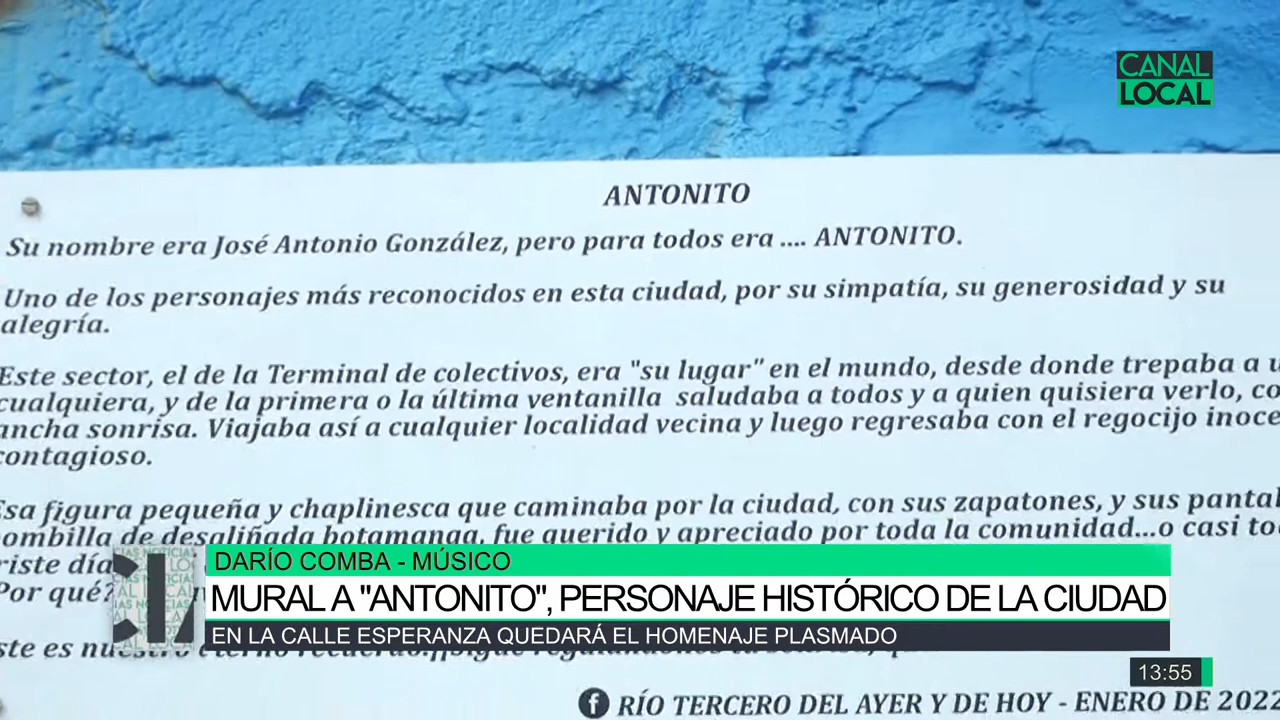 CANAL
LOCAL
ANTONITO
Su nombre era José Antonio González, pero para todos era .... ANTONITO.
Uno de los personajes más reconocidos en esta ciudad, por su simpatía, su generosidad y su
alegría.
Este sector, el de la Terminal de colectivos, era "su lugar" en el mundo, desde donde trepaba a
cualquiera, y de la primera o la última ventanilla saludaba a todos y a quien quisiera verlo,
ancha sonrisa. Viajaba así a cualquier localidad vecina y luego regresaba con el regocijo
contagioso.
Esa figura pequeña y chaplinesca que caminaba por la ciudad, con sus zapatones, y sus
bombilla de desaliñada botamanga, fue querido y apreciado por toda la comunidad...o casi
día
Por qué?
DARÍO COMBA - MÚSICO
MURAL A "ANTONITO", PERSONAJE HISTÓRICO DE LA CIUDAD
EN LA CALLE ESPERANZA QUEDARÁ EL HOMENAJE PLASMADO
es
13:55
RÍO TERCERO DEL AYER Y DE HOY - ENERO DE 2022